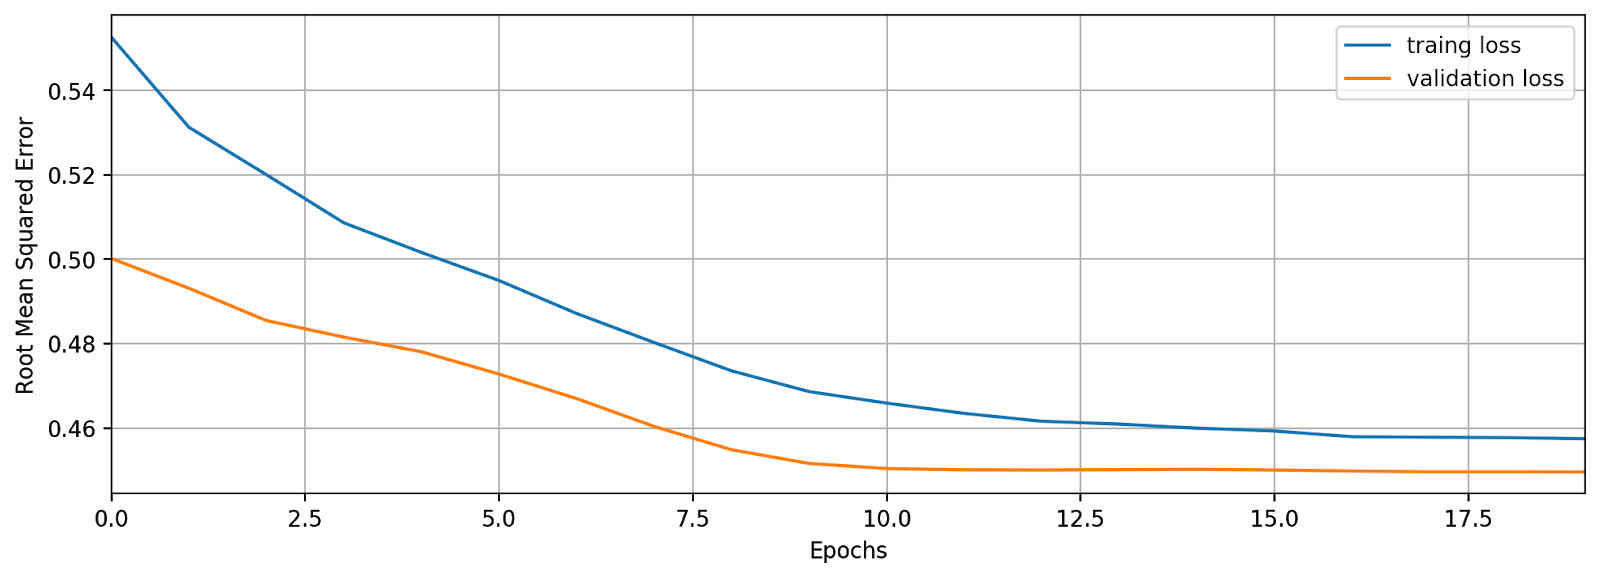 traing loss
validation loss
Root Mean Squared Error
0.54
0.52
0.50
0.48
0.46
0.0 2.5 5.0 7.5 10.0 12.5 15.0 17.5
Epochs